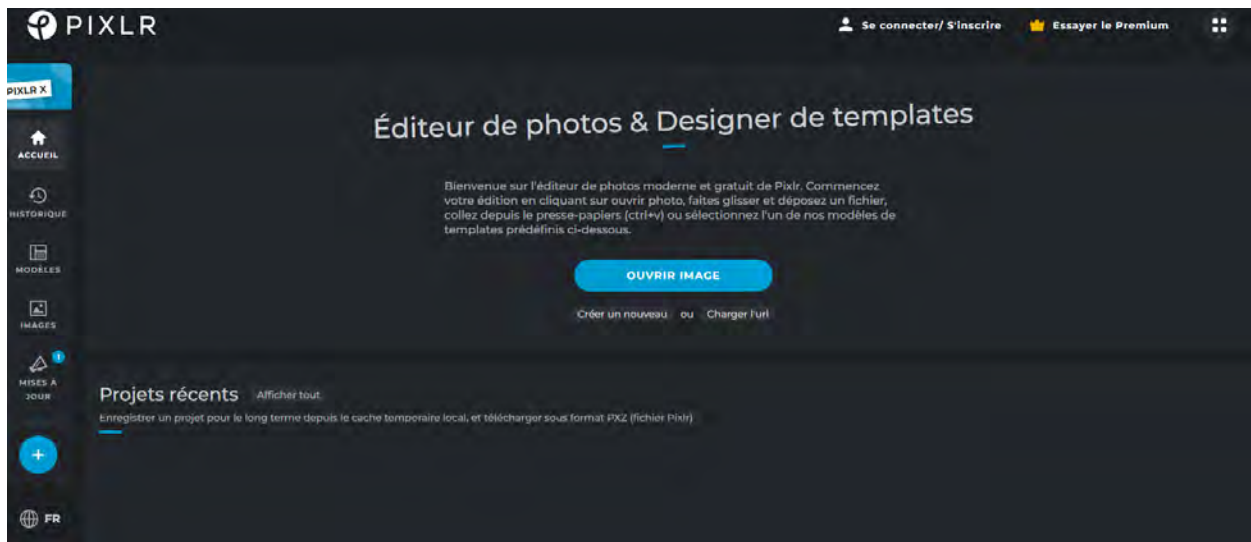 PIXLR
Se connecter/ S'inscrire
Essayer le Premium
PIXLR X
ACCUEIL
HISTORIQUE
MODÈLES
IMAGES
1
MISES À
JOUR
+
FR
Éditeur de photos & Designer de templates
Bienvenue sur l'éditeur de photos moderne et gratuit de Pixlr. Commencez
votre édition en cliquant sur ouvrir photo, faites glisser et déposez un fichier,
collez depuis le presse-papiers (ctrl+v) ou sélectionnez l'un de nos modèles de
templates prédéfinis ci-dessous.
OUVRIR IMAGE
Créer un nouveau ou Charger l'url
Projets récents Afficher tout
Enregistrer un projet pour le long terme depuis le cache temporaire local, et télécharger sous format PXZ (fichier Pixlr)